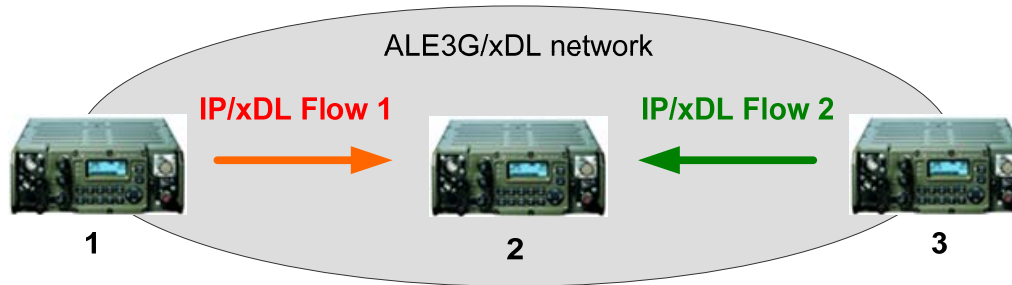 ALE3G/xDL network
IP/xDL Flow 1
IP/xDL Flow 2
1
2
3